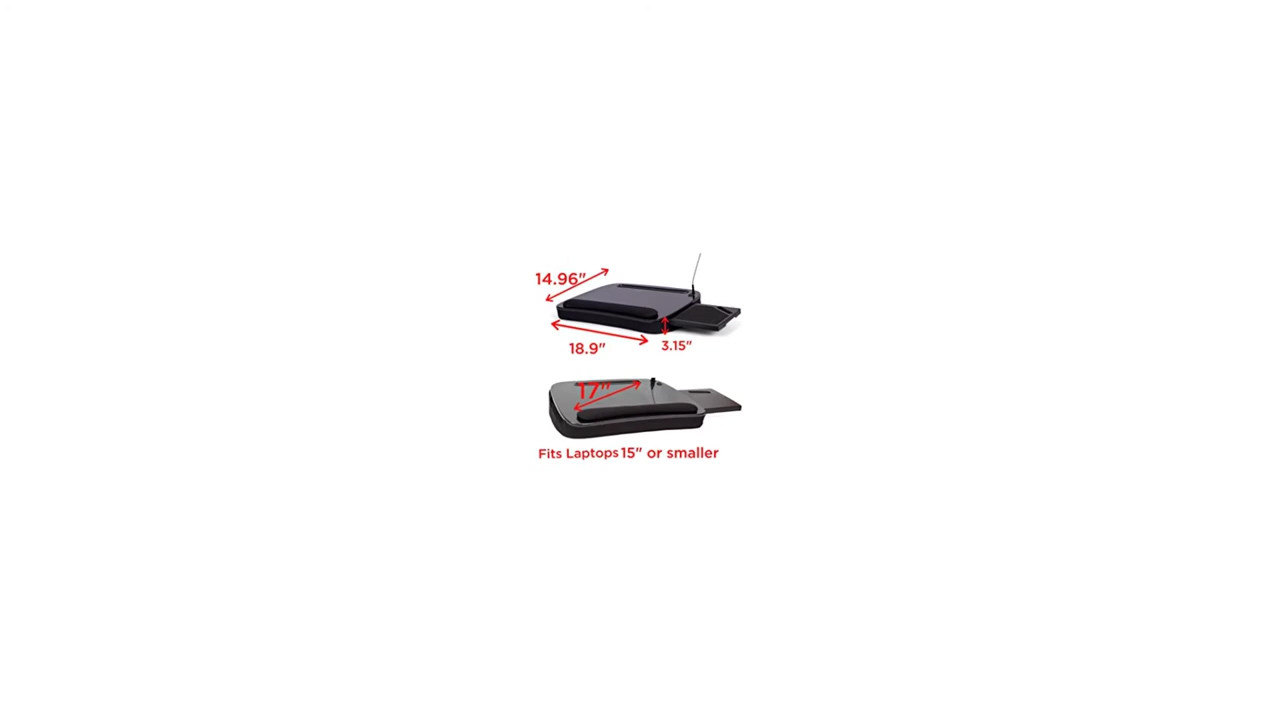 14.96"
18.9"
3.15"
17"
Fits Laptops 15" or smaller